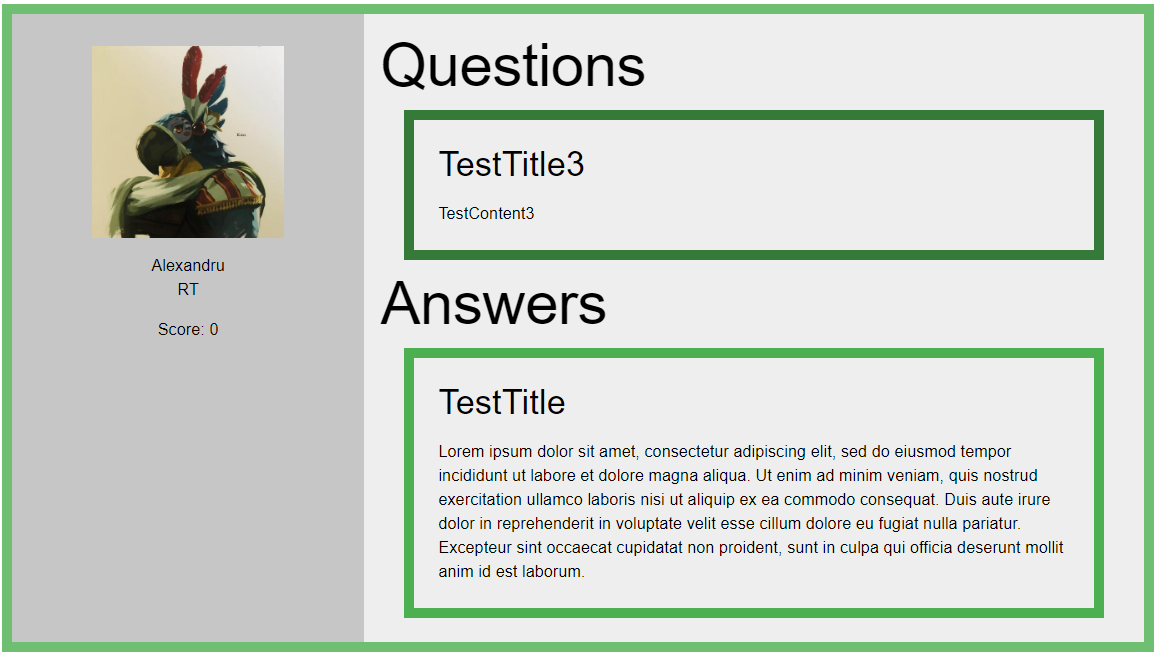 Alexandru
RT
Score: 0
Questions
TestTitle3
TestContent3
Answers
TestTitle
Lorem ipsum dolor sit amet, consectetur adipiscing elit, sed do eiusmod tempor
incididunt ut labore et dolore magna aliqua. Ut enim ad minim veniam, quis nostrud
exercitation ullamco laboris nisi ut aliquip ex ea commodo consequat. Duis aute irure
dolor in reprehenderit in voluptate velit esse cillum dolore eu fugiat nulla pariatur.
Excepteur sint occaecat cupidatat non proident, sunt in culpa qui officia deserunt mollit
anim id est laborum.